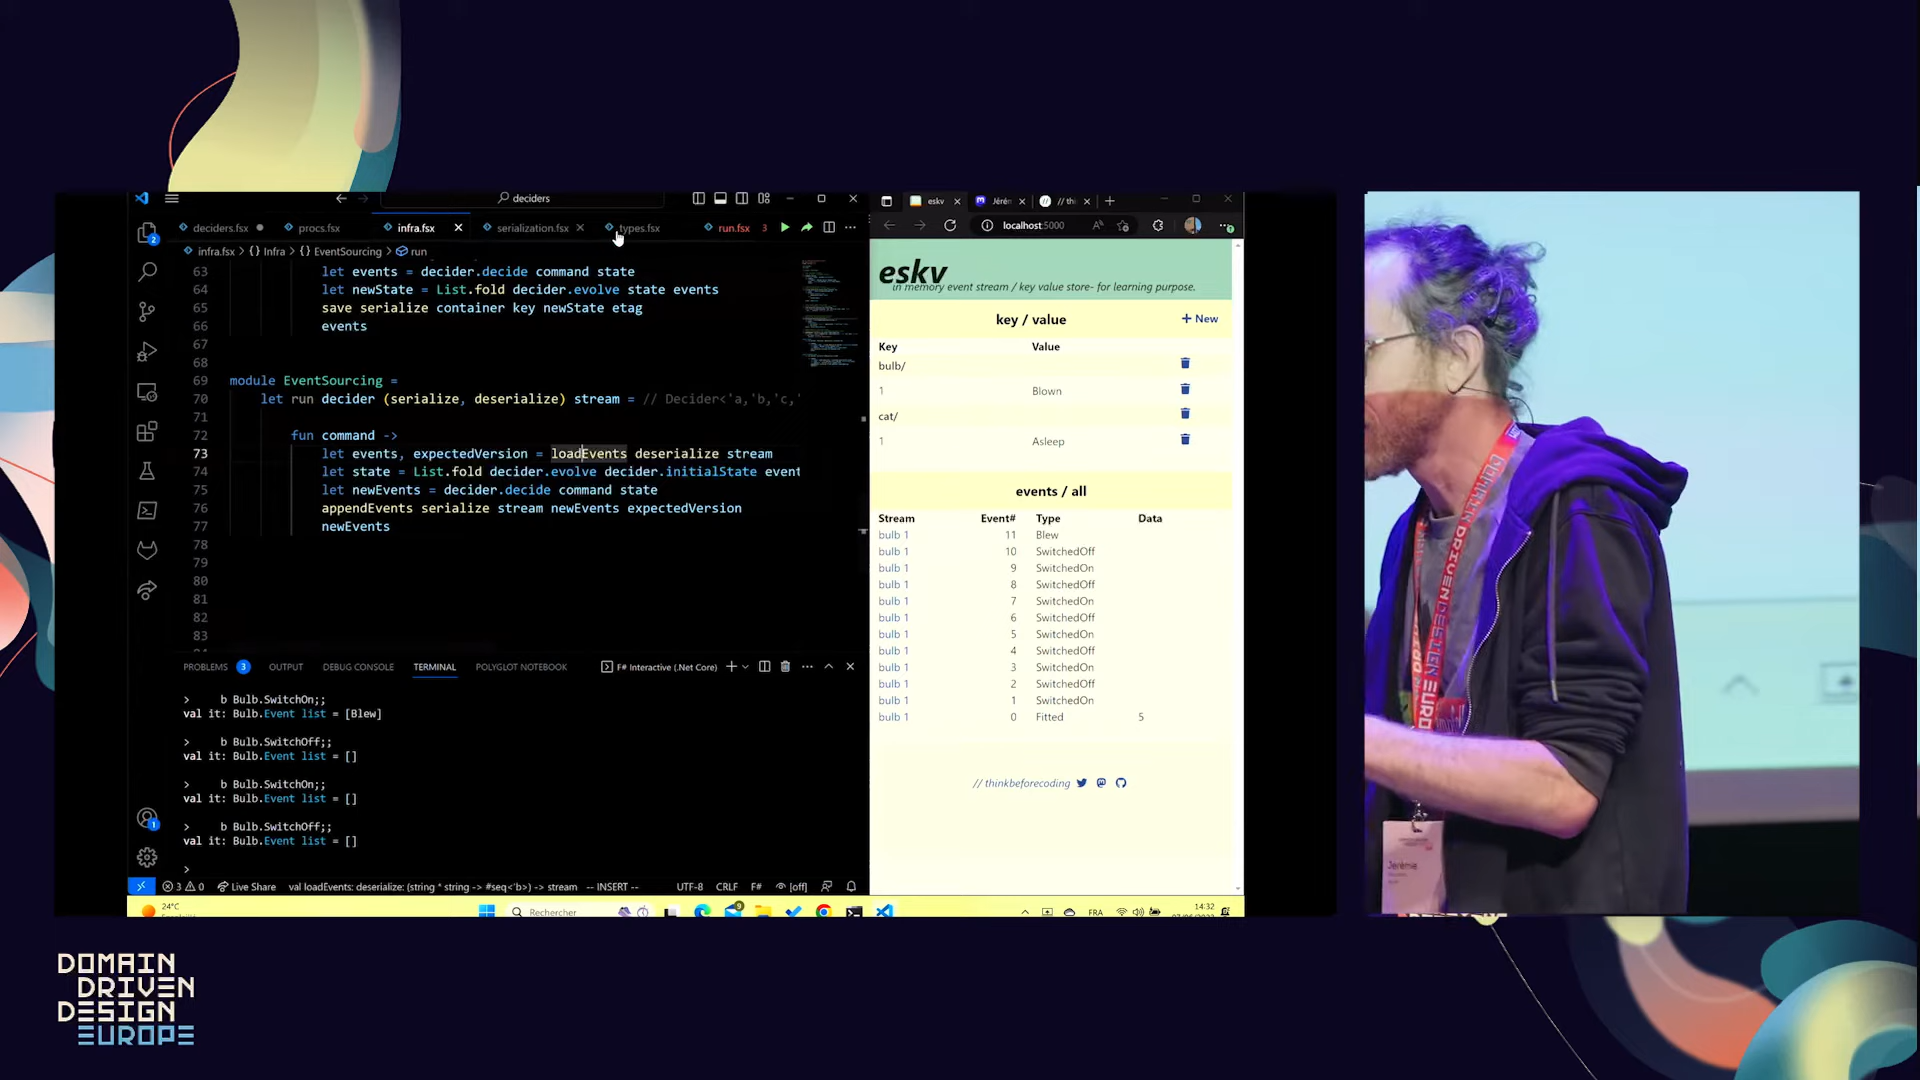 deciders
deciders.fsx
procs.fsx
infra.fsx
serialization.fsx
types.fsx
run.fsx 3
infra.fsx > {} Infra > {} EventSourcing > run
63 let events = decider.decide command state
64 let newState = List.fold decider.evolve state events
65 save serialize container key newState etag
66 events
67
68
69 module EventSourcing =
70 let run decider (serialize, deserialize) stream = // Decider<'a,'b,'c,'
71
72 fun command ->
73 let events, expectedVersion = loadEvents deserialize stream
74 let state = List.fold decider.evolve decider.initialState event
75 let newEvents = decider.decide command state
76 appendEvents serialize stream newEvents expectedVersion
77 newEvents
78
79
80
81
82
83
PROBLEMS 3 OUTPUT DEBUG CONSOLE TERMINAL POLYGLOT NOTEBOOK F# Interactive (.Net Core)
> b Bulb.SwitchOn;;
val it: Bulb.Event list = [Blew]
> b Bulb.SwitchOff;;
val it: Bulb.Event list = []
> b Bulb.SwitchOn;;
val it: Bulb.Event list = []
> b Bulb.SwitchOff;;
val it: Bulb.Event list = []
>
3 0 Live Share val loadEvents: deserialize: (string * string -> #seq<'b>) -> stream -- INSERT -- UTF-8 CRLF F# [off]
eskv
Jérém
// thi
localhost:5000
eskv
in memory event stream / key value store- for learning purpose.
key / value
+ New
Key Value
bulb/
1 Blown
cat/
1 Asleep
events / all
Stream Event# Type Data
bulb 1 11 Blew
bulb 1 10 SwitchedOff
bulb 1 9 SwitchedOn
bulb 1 8 SwitchedOff
bulb 1 7 SwitchedOn
bulb 1 6 SwitchedOff
bulb 1 5 SwitchedOn
bulb 1 4 SwitchedOff
bulb 1 3 SwitchedOn
bulb 1 2 SwitchedOff
bulb 1 1 SwitchedOn
bulb 1 0 Fitted 5
// thinkbeforecoding
24°C
Rechercher
FRA
14:32
Jérémie
DOMAIN
DRIVEN
DESIGN
EUROPE